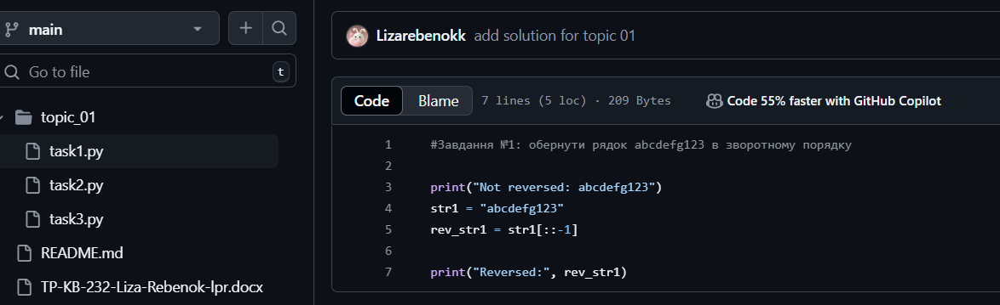 main
Go to file
t
topic_01
task1.py
task2.py
task3.py
README.md
TP-KB-232-Liza-Rebenok-lpr.docx
Lizarebenokk add solution for topic 01
Code Blame 7 lines (5 loc) · 209 Bytes Code 55% faster with GitHub Copilot
1 #Завдання №1: обернути рядок abcdefg123 в зворотному порядку
2
3 print("Not reversed: abcdefg123")
4 str1 = "abcdefg123"
5 rev_str1 = str1[::-1]
6
7 print("Reversed:", rev_str1)